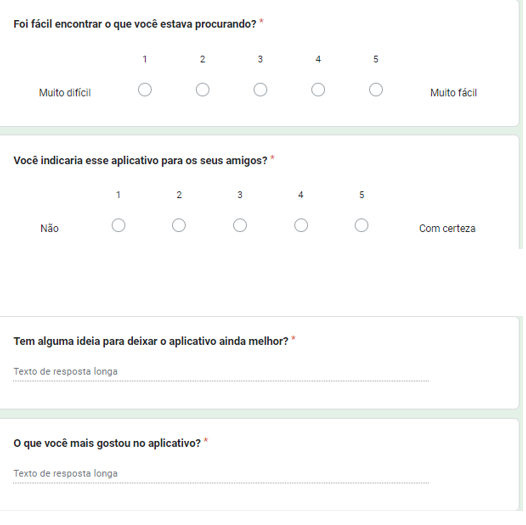 Foi fácil encontrar o que você estava procurando? *
1 2 3 4 5
Muito difícil Muito fácil
Você indicaria esse aplicativo para os seus amigos? *
1 2 3 4 5
Não Com certeza
Tem alguma ideia para deixar o aplicativo ainda melhor? *
Texto de resposta longa
O que você mais gostou no aplicativo? *
Texto de resposta longa